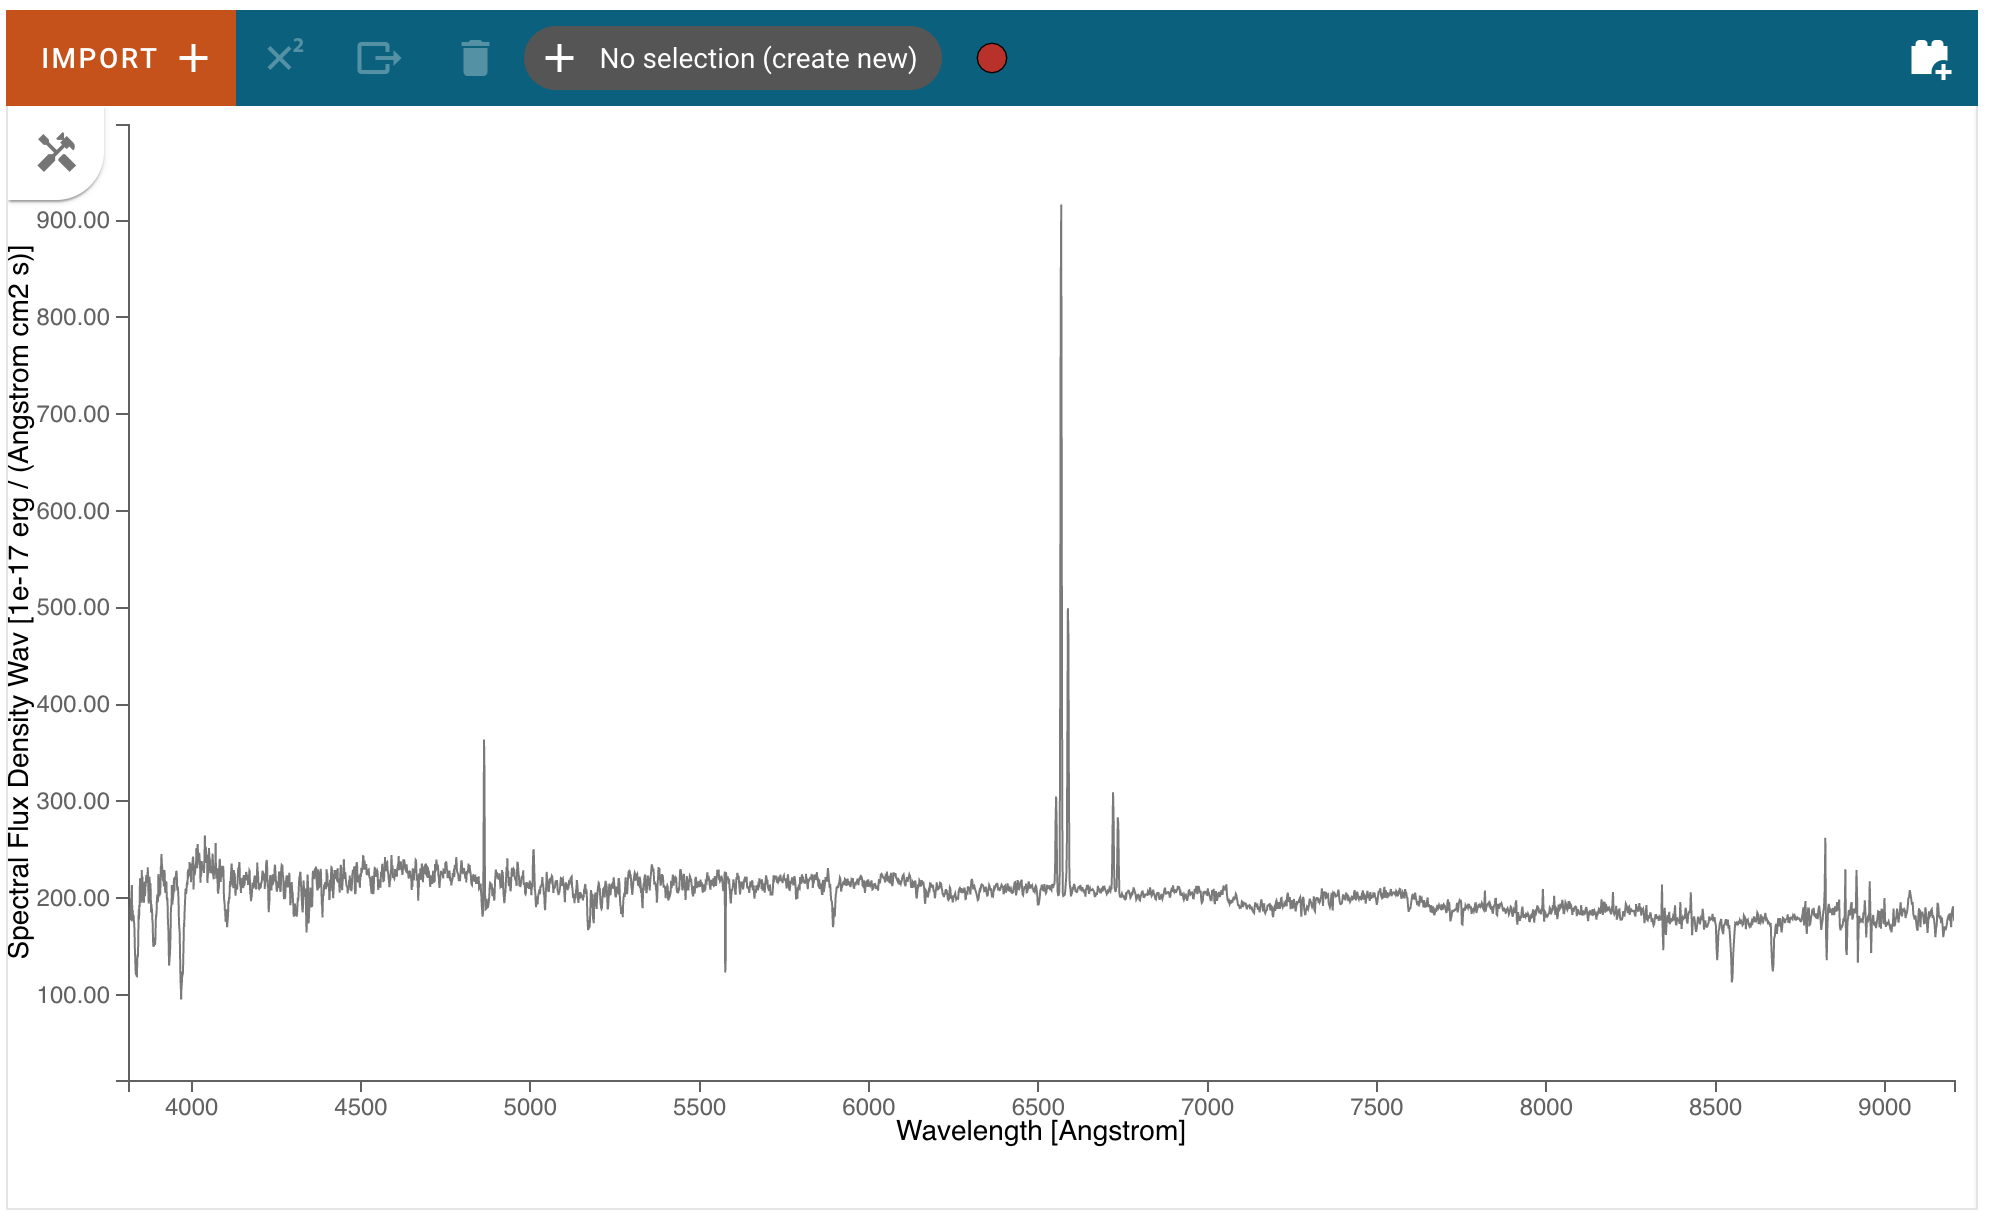 IMPORT +
X²
+ No selection (create new)
900.00
800.00
700.00
600.00
500.00
400.00
300.00
200.00
100.00
Spectral Flux Density Wav [1e-17 erg / (Angstrom cm2 s)]
4000 4500 5000 5500 6000 6500 7000 7500 8000 8500 9000
Wavelength [Angstrom]